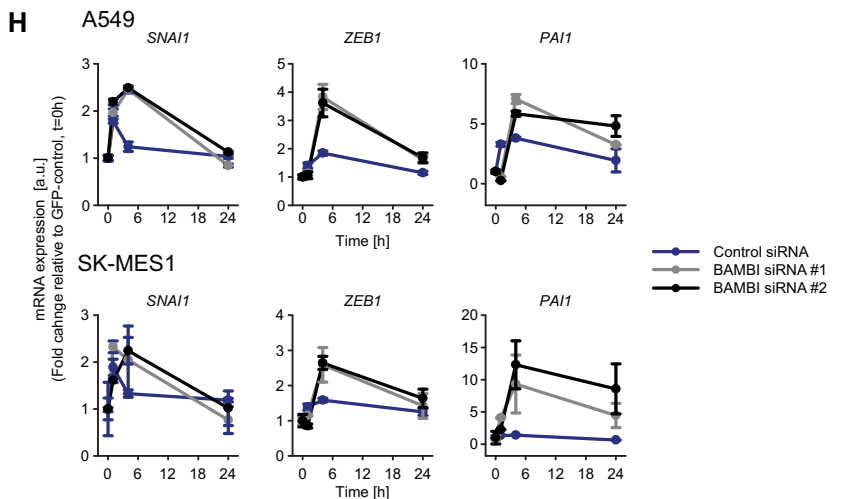 H
A549
SNAI1
ZEB1
PAI1
3
2
1
0
0 6 12 18 24
5
4
3
2
1
0
0 6 12 18 24
Time [h]
10
5
0
0 6 12 18 24
mRNA expression [a.u.]
(Fold cahnge relative to GFP-control, t=0h)
Control siRNA
BAMBI siRNA #1
BAMBI siRNA #2
SK-MES1
SNAI1
ZEB1
PAI1
3
2
1
0
0 6 12 18 24
4
3
2
1
0
0 6 12 18 24
Time [h]
20
15
10
5
0
0 6 12 18 24